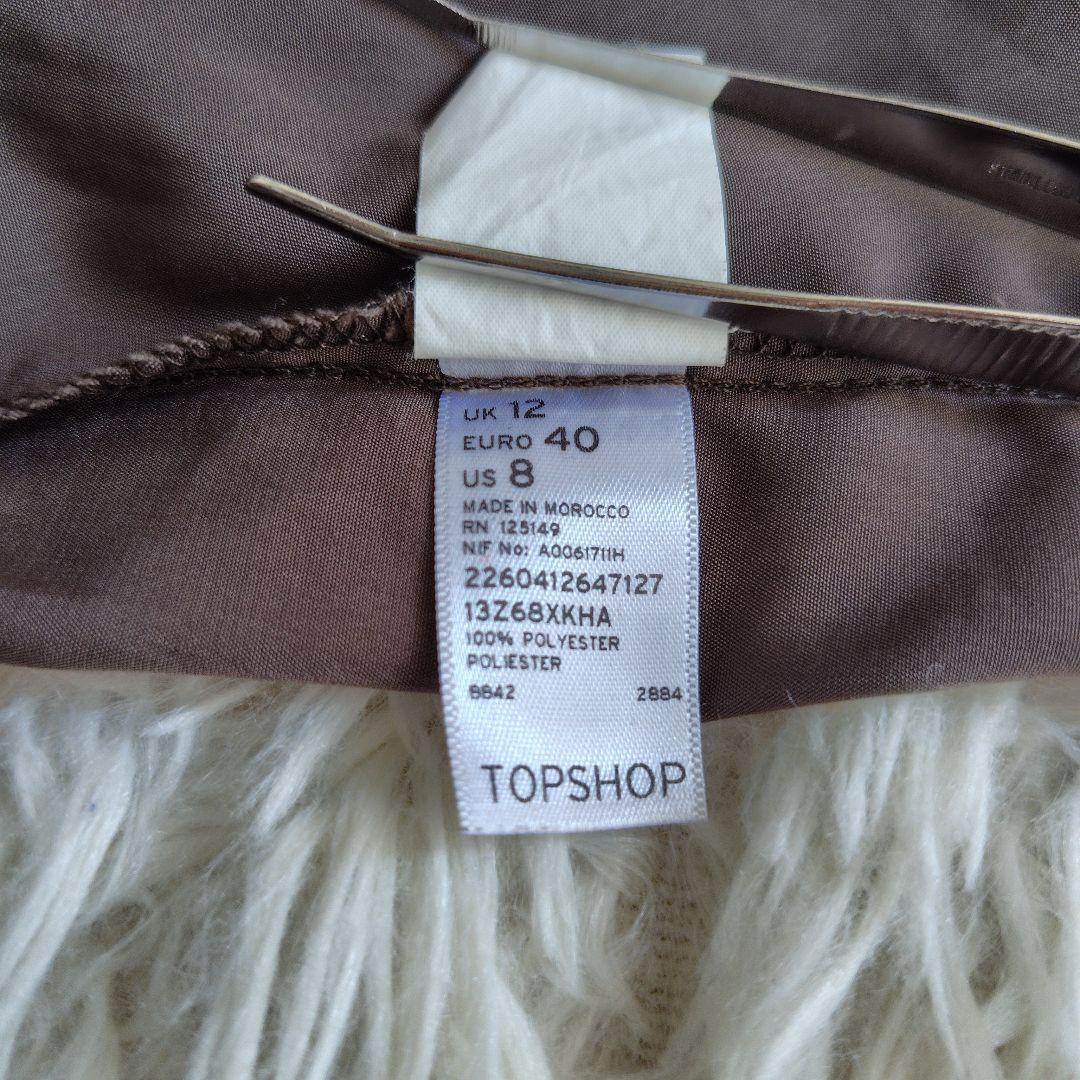 UK 12
EURO 40
US 8
MADE IN MOROCCO
RN 125149
NIF No: A0061711H
2260412647127
13Z68XKHA
100% POLYESTER
POLIESTER
8842 2884
TOPSHOP